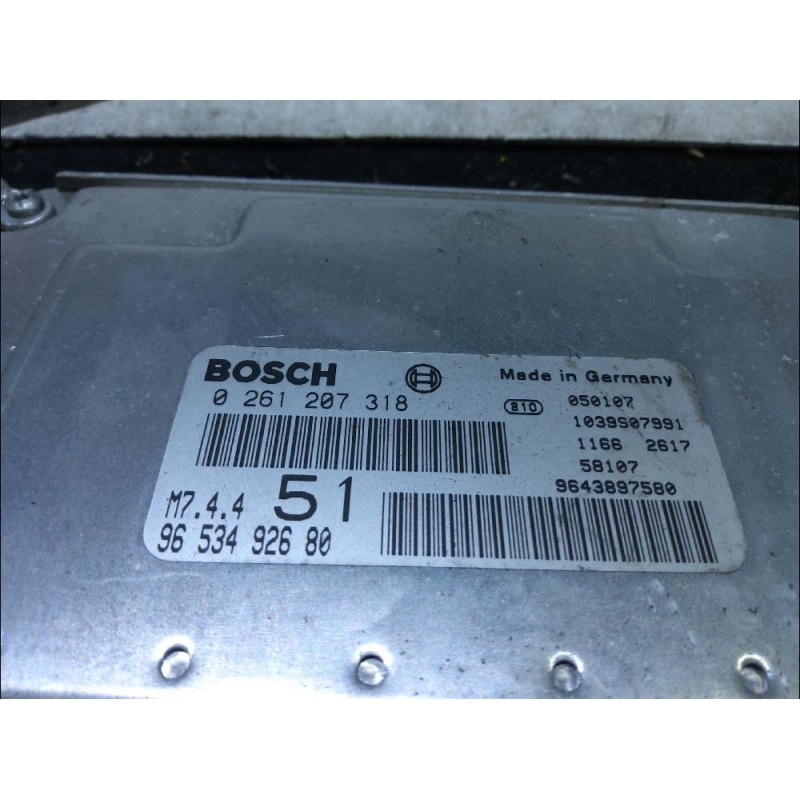 BOSCH
Made in Germany
0 261 207 318
B10
050107
1039S07991
1166 2617
58107
9643897580
M7.4.4
51
96 534 926 80